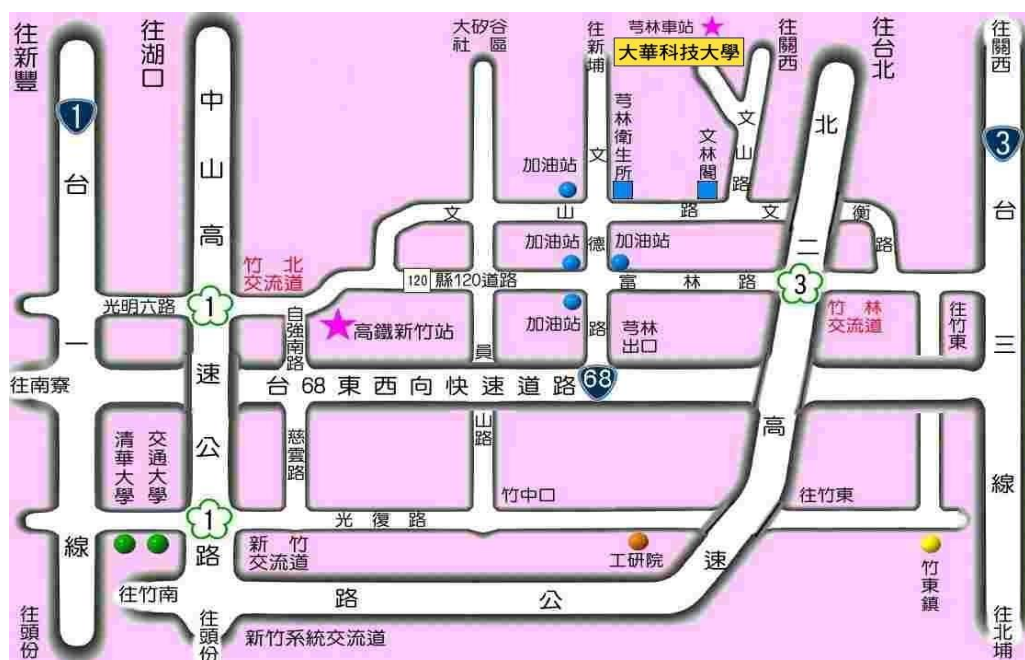 往新豐
往湖口
大矽谷
社區
往新埔
芎林車站
大華科技大學
往關西
往台北
往關西
1
台一線
中山高速公路
文山路
加油站
文德路
芎林衛生所
文林閣
文山路
文衡路
北二高速公路
3
台三線
竹北
交流道
加油站
加油站
120
縣120道路
富林路
光明六路
1
自強南路
高鐵新竹站
加油站
芎林
出口
3
竹林
交流道
往竹東
員山路
往南寮
台68東西向快速道路
68
清華大學
交通大學
慈雲路
竹中口
往竹東
1
光復路
新竹
交流道
工研院
竹東鎮
往竹南
往頭份
往頭份
新竹系統交流道
往北埔